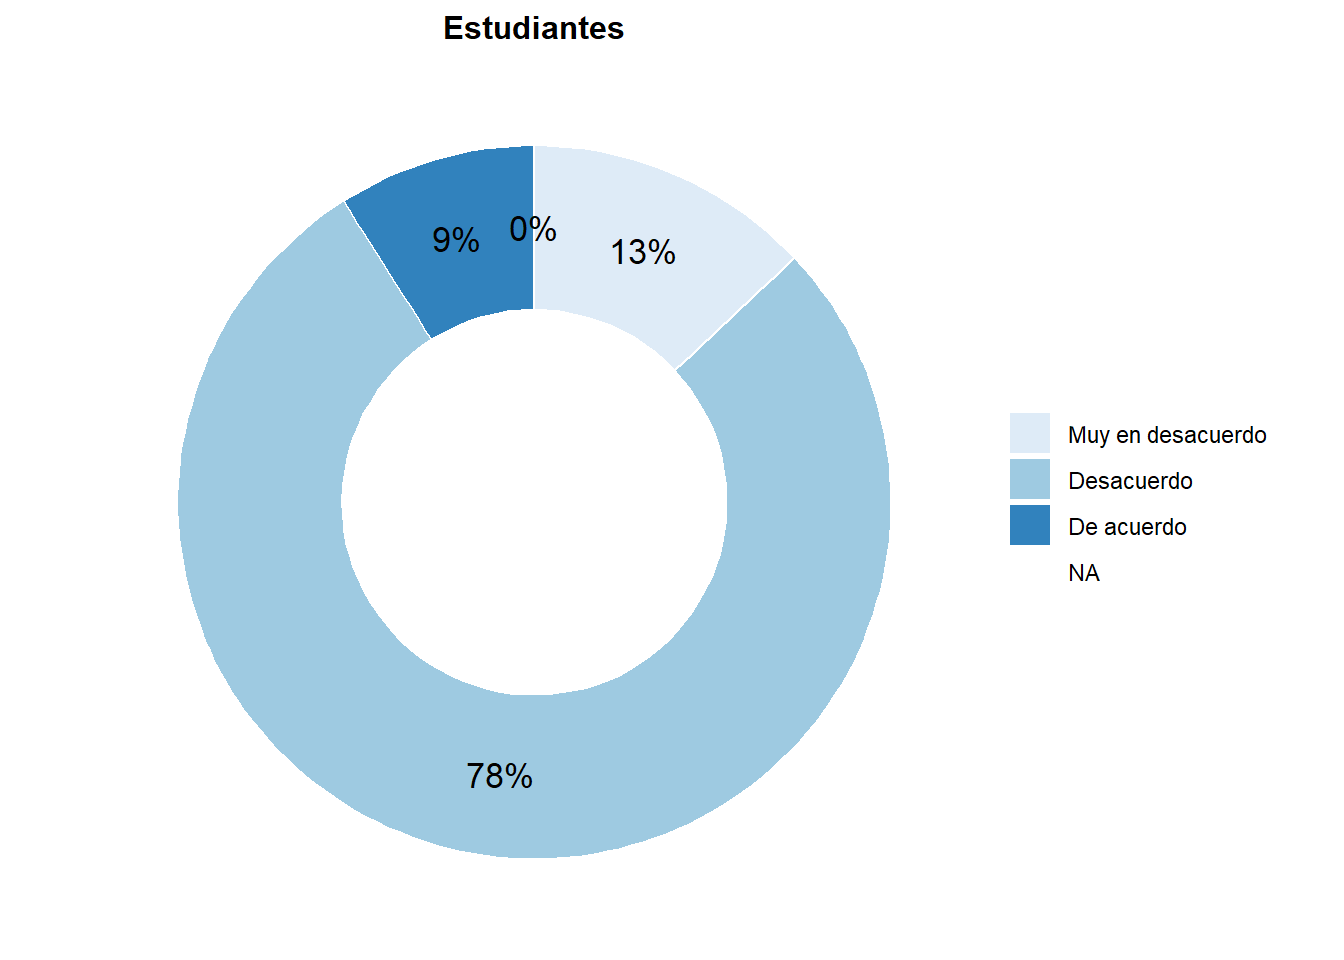 Estudiantes
9%
0%
13%
78%
Muy en desacuerdo
Desacuerdo
De acuerdo
NA